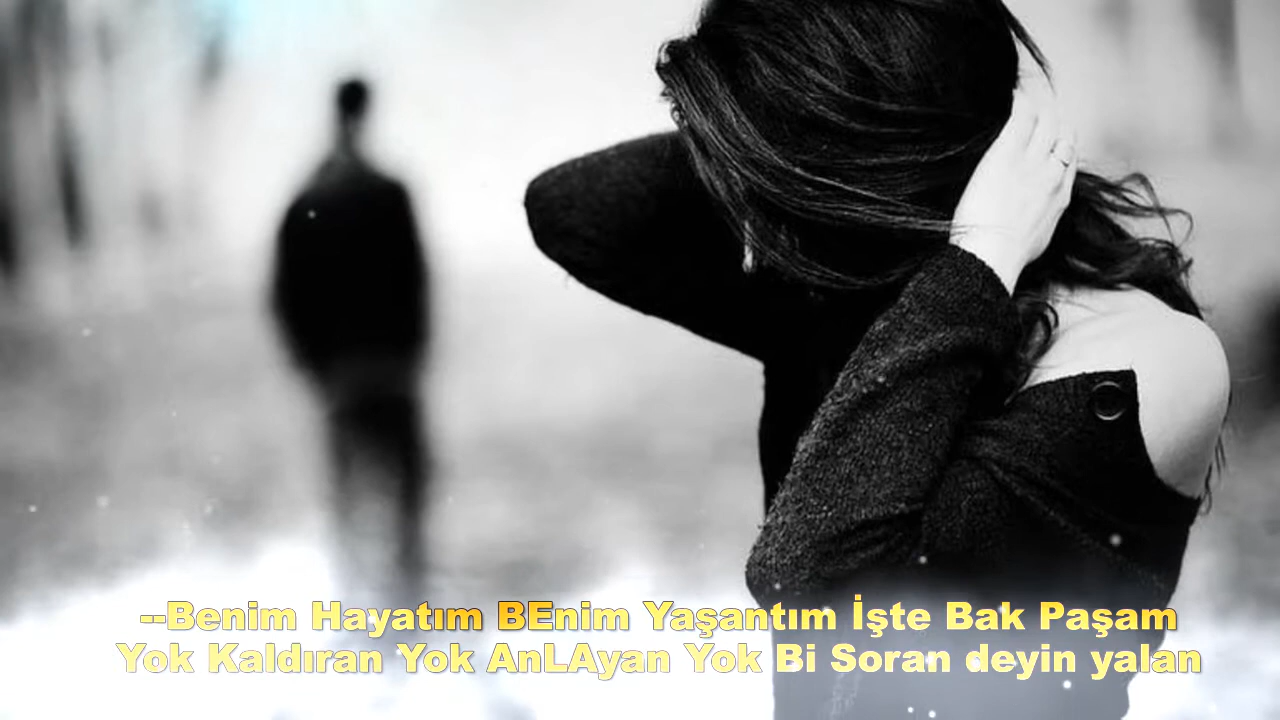 --Benim Hayatım BEnim Yaşantım İşte Bak Paşam
Yok Kaldıran Yok AnLAyan Yok Bi Soran deyin yalan